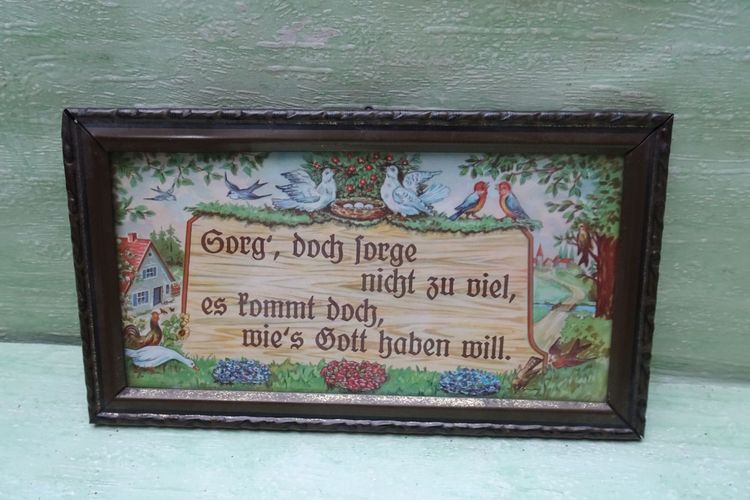 Sorg', doch sorge
nicht zu viel,
es kommt doch,
wie's Gott haben will.